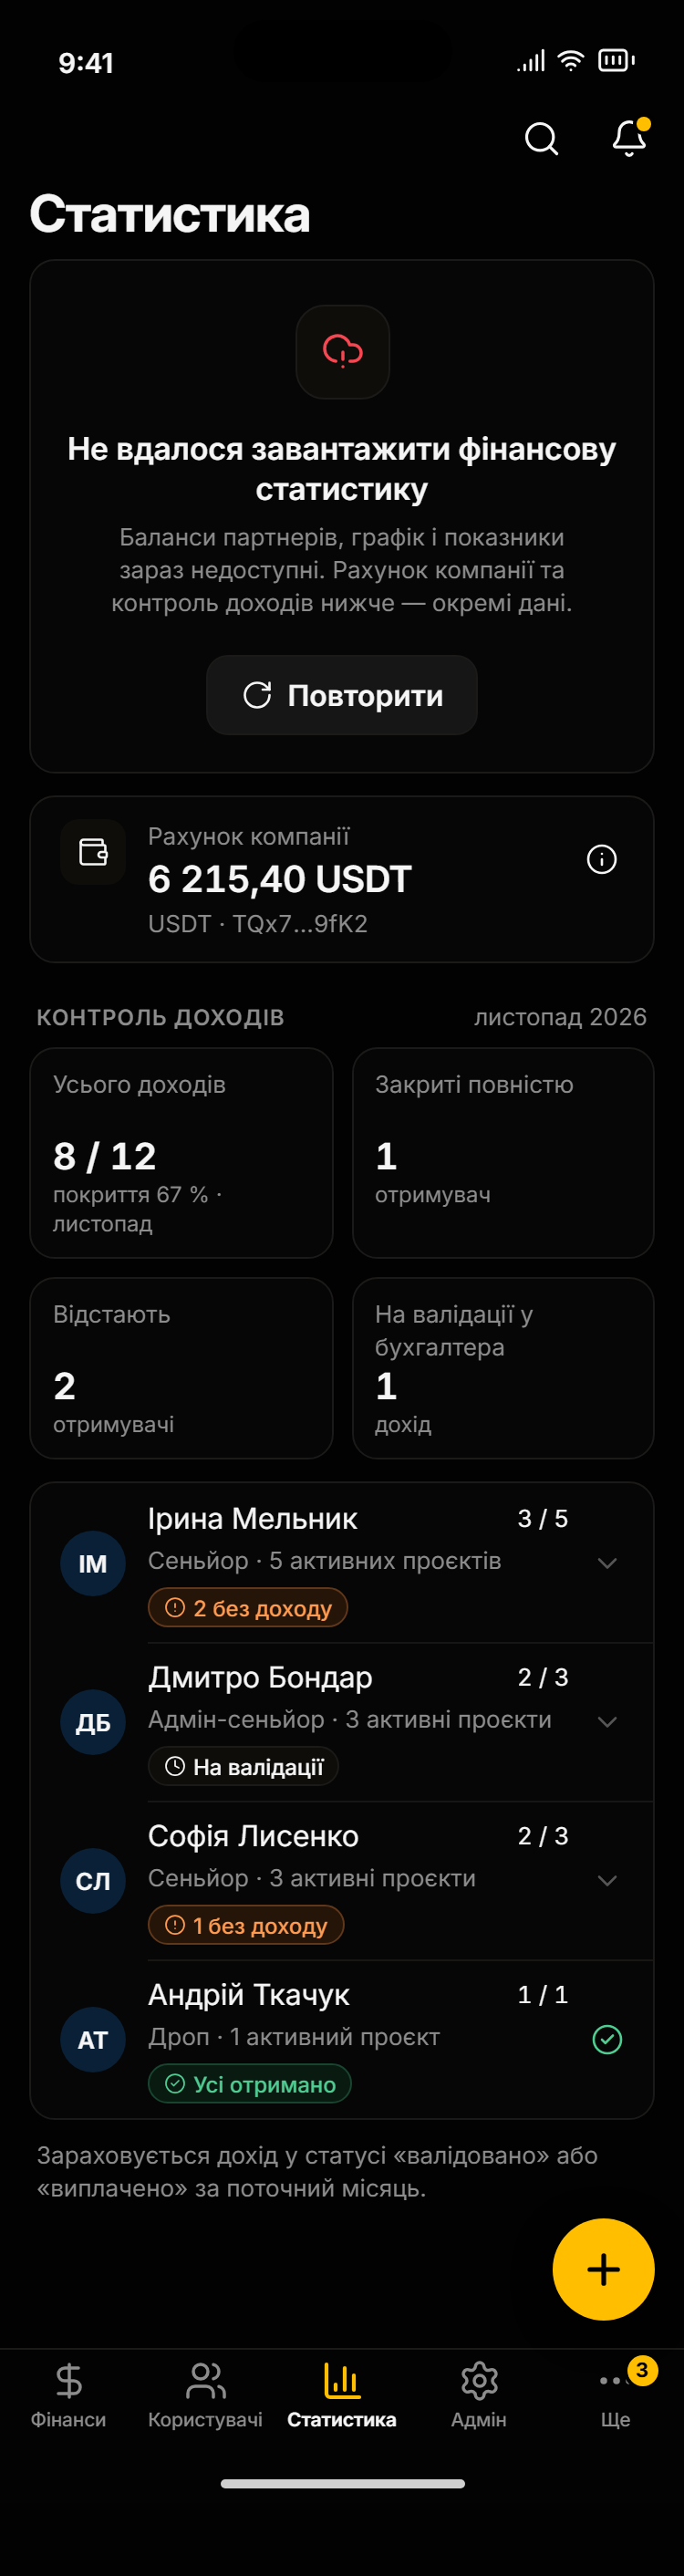 9:41
Статистика
Не вдалося завантажити фінансову
статистику
Баланси партнерів, графік і показники
зараз недоступні. Рахунок компанії та
контроль доходів нижче — окремі дані.
Повторити
Рахунок компанії
6 215,40 USDT
USDT · TQx7…9fK2
КОНТРОЛЬ ДОХОДІВ
листопад 2026
Усього доходів
8 / 12
покриття 67 % ·
листопад
Закриті повністю
1
отримувач
Відстають
2
отримувачі
На валідації у
бухгалтера
1
дохід
ІМ
Ірина Мельник
3 / 5
Сеньйор · 5 активних проєктів
2 без доходу
ДБ
Дмитро Бондар
2 / 3
Адмін-сеньйор · 3 активні проєкти
На валідації
СЛ
Софія Лисенко
2 / 3
Сеньйор · 3 активні проєкти
1 без доходу
АТ
Андрій Ткачук
1 / 1
Дроп · 1 активний проєкт
Усі отримано
Зараховується дохід у статусі «валідовано» або
«виплачено» за поточний місяць.
3
Фінанси
Користувачі
Статистика
Адмін
Ще